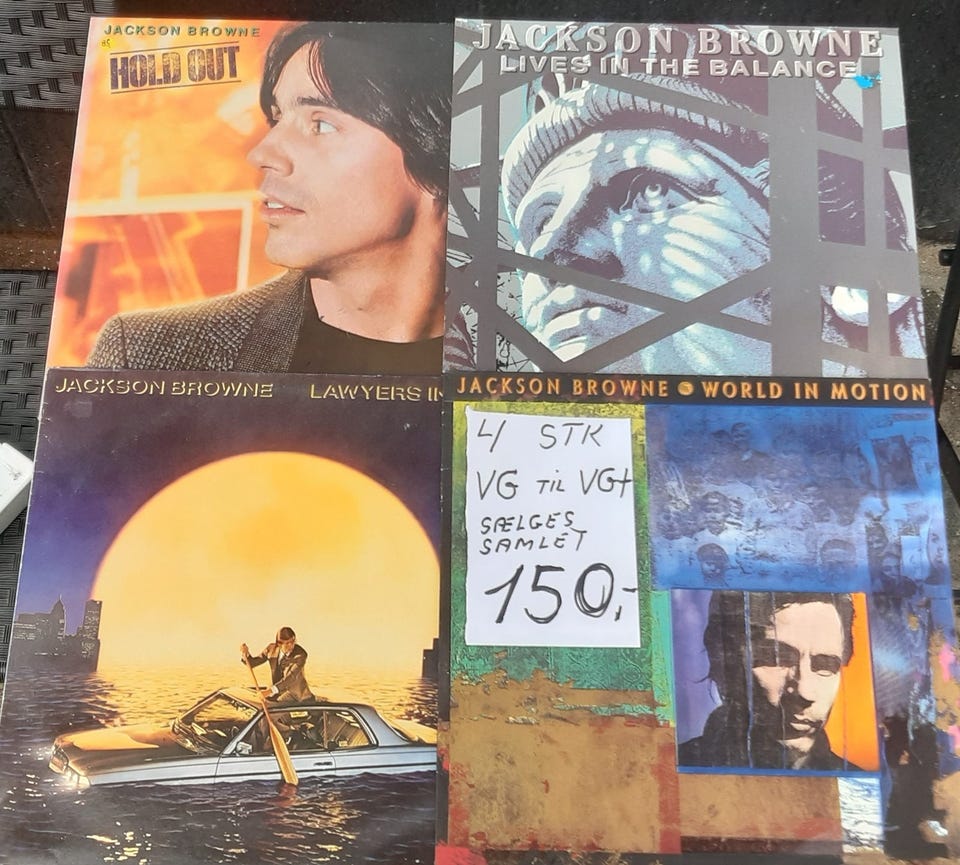 JACKSON BROWNE
HOLD OUT
JACKSON BROWNE
LIVES IN THE BALANCE
JACKSON BROWNE LAWYERS IN
JACKSON BROWNE WORLD IN MOTION
4 STK
VG TIL VG+
SÆLGES
SAMLET
150,-